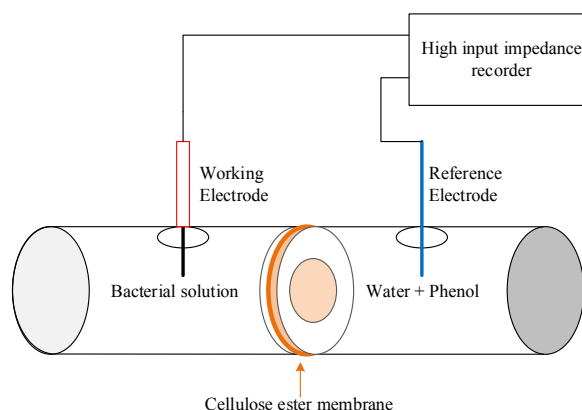 High input impedance
recorder
Working
Electrode
Reference
Electrode
Bacterial solution
Water + Phenol
Cellulose ester membrane